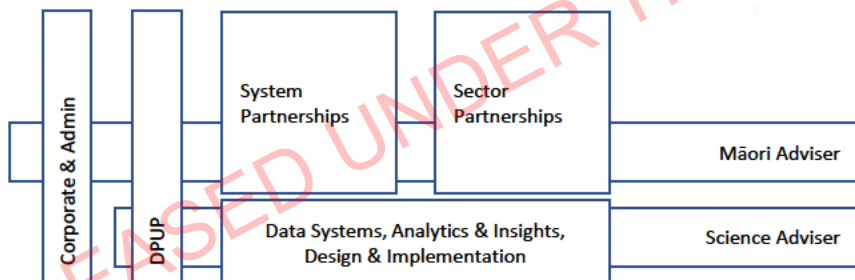 EASED UNDER T
System
Partnerships
Sector
Partnerships
Māori Adviser
Corporate & Admin
DPUP
Data Systems, Analytics & Insights,
Design & Implementation
Science Adviser